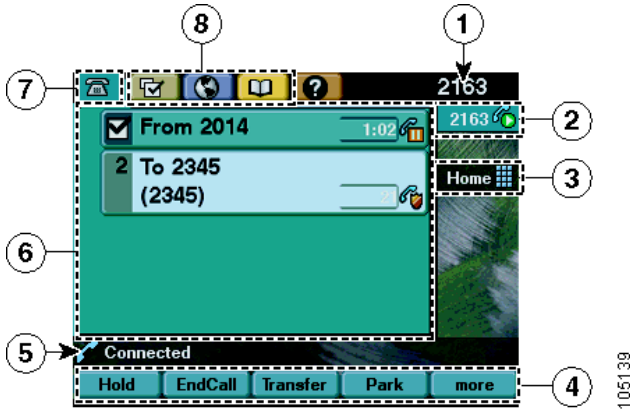 1
8
7
?
2163
2163
2
From 2014
1:02
2 To 2345
(2345)
Home
3
6
5
Connected
Hold EndCall Transfer Park more
4
105139